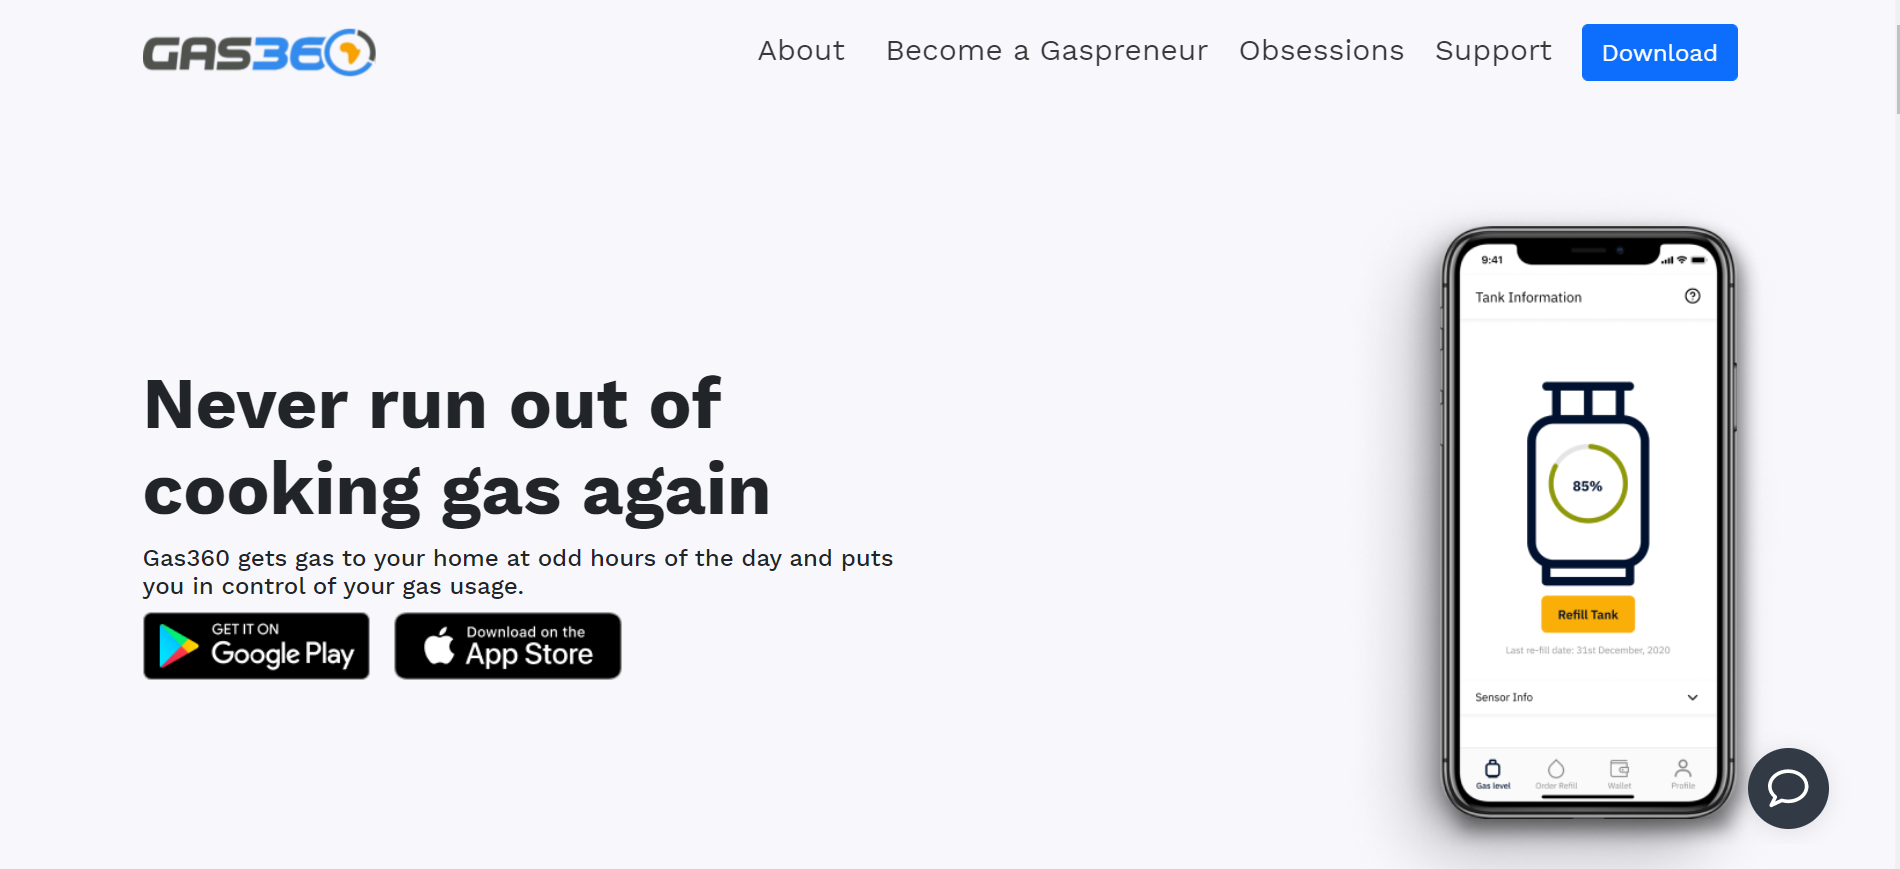 GAS360
About Become a Gaspreneur Obsessions Support Download
Never run out of
cooking gas again
Gas360 gets gas to your home at odd hours of the day and puts
you in control of your gas usage.
GET IT ON
Google Play
Download on the
App Store
9:41
Tank Information
85%
Refill Tank
Last re-fill date: 31st December, 2020
Sensor Info
Gas level Order Refill Wallet Profile